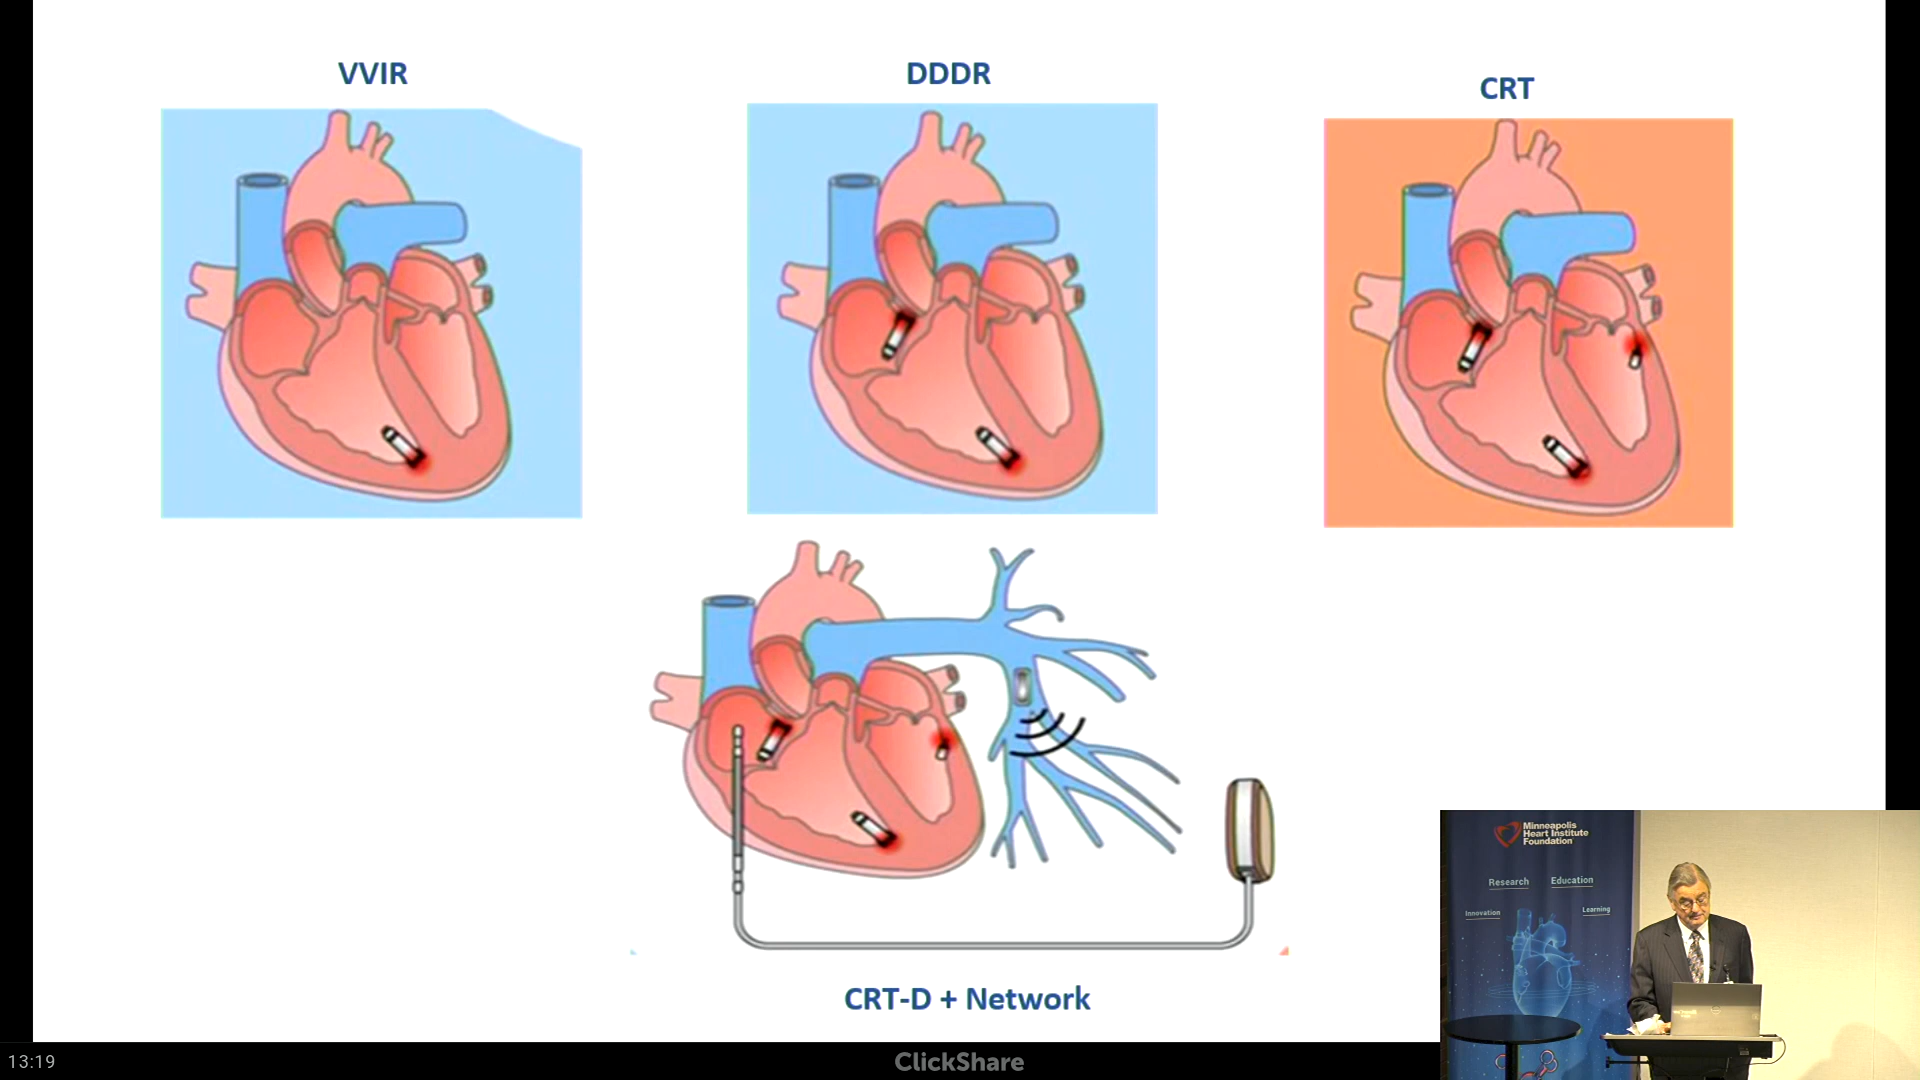 VVIR
DDDR
CRT
CRT-D + Network
Minneapolis
Heart Institute
Foundation
Research
Education
Innovation
Learning
13:19
ClickShare